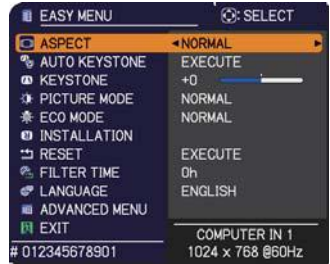 EASY MENU : SELECT
ASPECT NORMAL
AUTO KEYSTONE EXECUTE
KEYSTONE +0
PICTURE MODE NORMAL
ECO MODE NORMAL
INSTALLATION
RESET EXECUTE
FILTER TIME 0h
LANGUAGE ENGLISH
ADVANCED MENU
EXIT COMPUTER IN 1
# 012345678901 1024 x 768 @60Hz